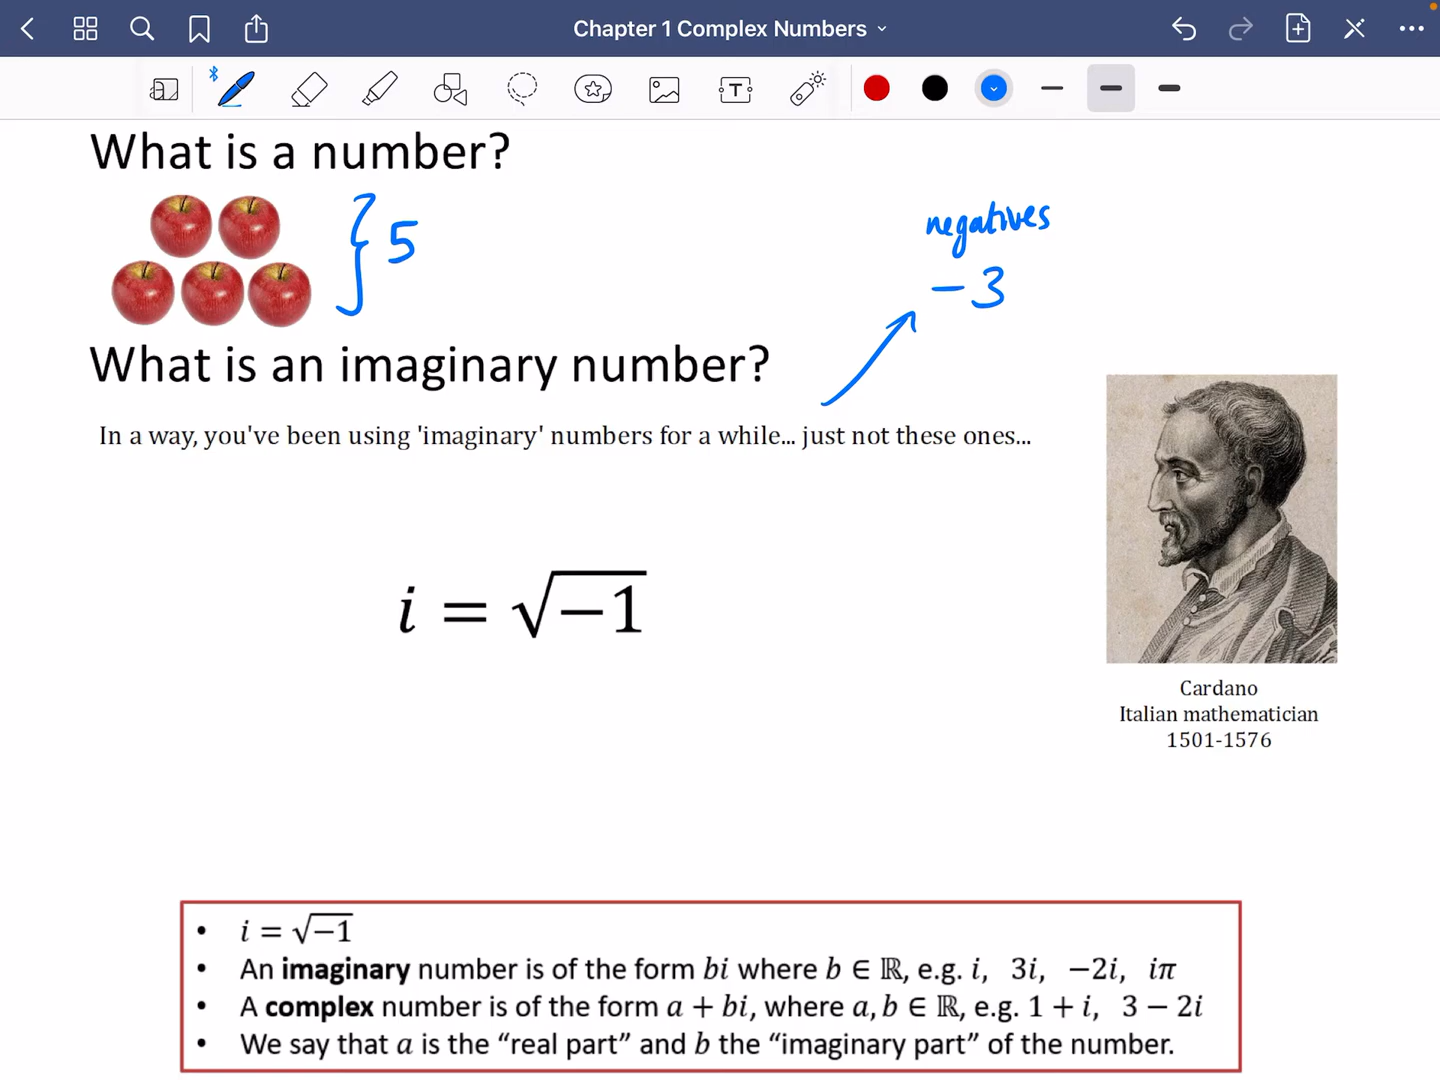 Chapter 1 Complex Numbers
a
T
What is a number?
5
negatives
-3
What is an imaginary number?
In a way, you've been using 'imaginary' numbers for a while... just not these ones...
i = √−1
Cardano
Italian mathematician
1501-1576
• i = √−1
• An imaginary number is of the form bi where b ∈ ℝ, e.g. i, 3i, −2i, iπ
• A complex number is of the form a + bi, where a, b ∈ ℝ, e.g. 1 + i, 3 − 2i
• We say that a is the “real part” and b the “imaginary part” of the number.